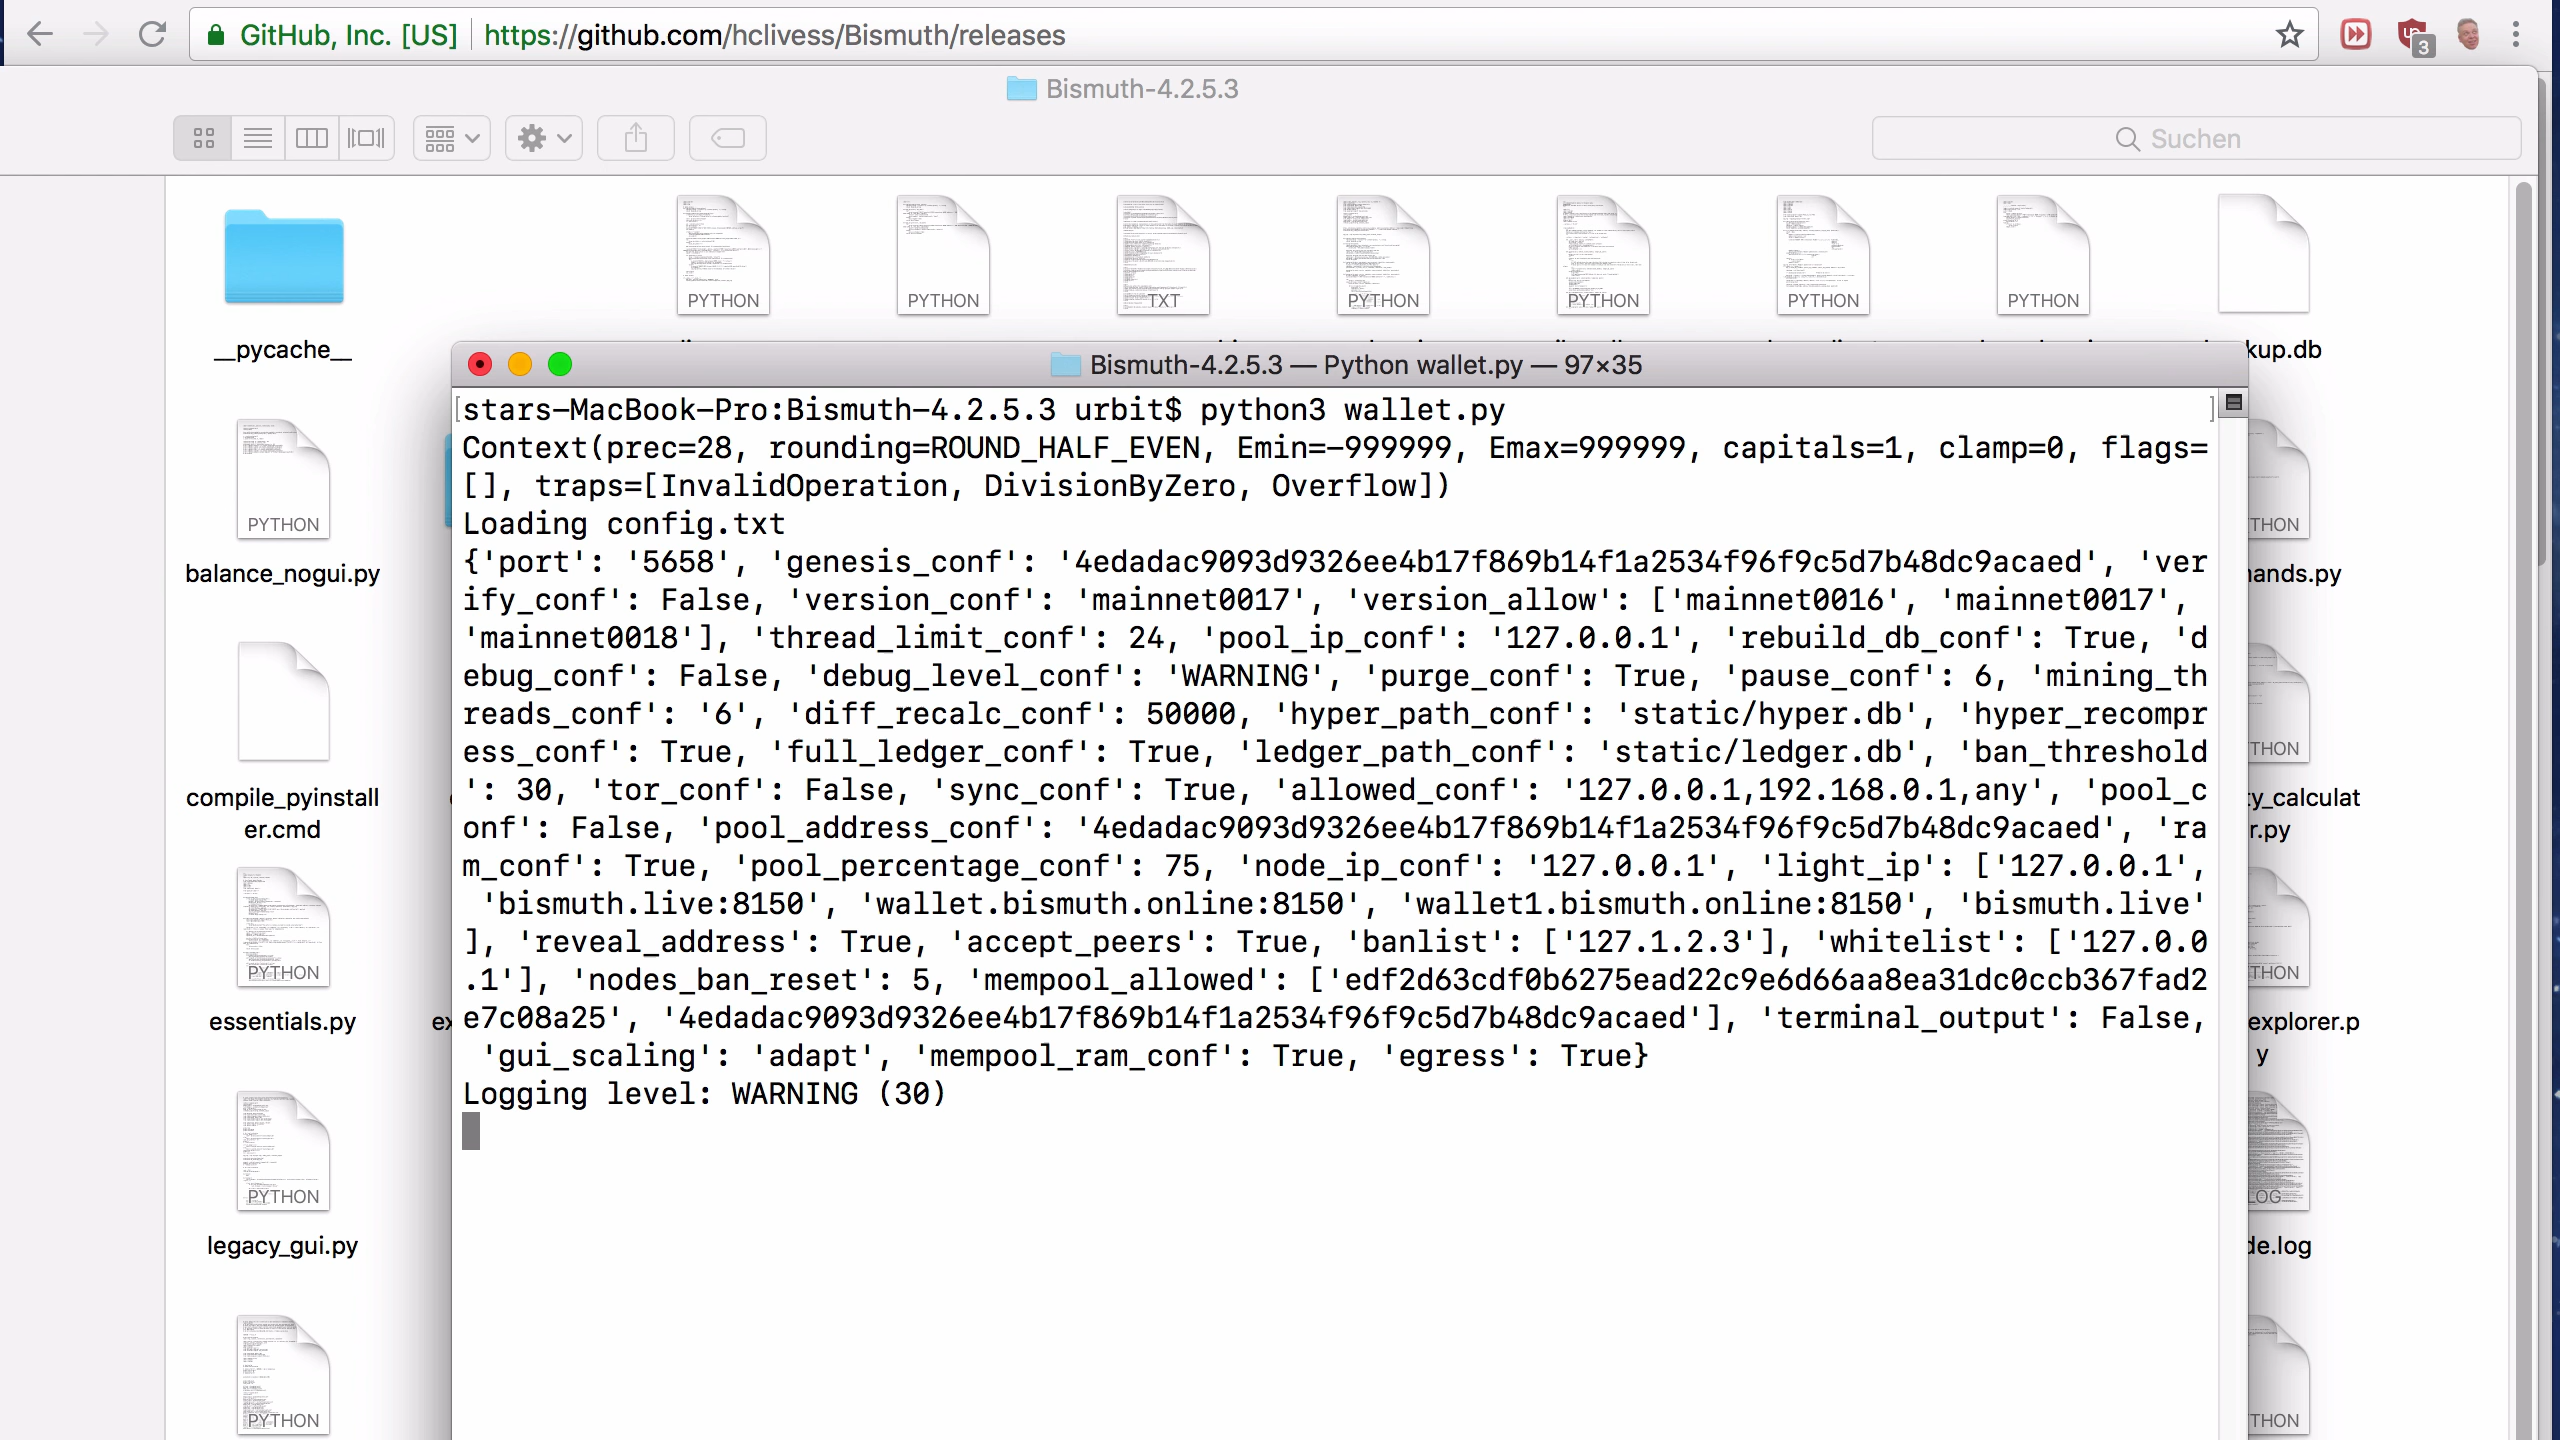 GitHub, Inc. [US] https://github.com/hclivess/Bismuth/releases
3
Bismuth-4.2.5.3
Suchen
PYTHON PYTHON TXT PYTHON PYTHON PYTHON PYTHON
__pycache__
kup.db
Bismuth-4.2.5.3 — Python wallet.py — 97×35
[stars-MacBook-Pro:Bismuth-4.2.5.3 urbit$ python3 wallet.py ]
Context(prec=28, rounding=ROUND_HALF_EVEN, Emin=-999999, Emax=999999, capitals=1, clamp=0, flags=
[], traps=[InvalidOperation, DivisionByZero, Overflow])
Loading config.txt
{'port': '5658', 'genesis_conf': '4edadac9093d9326ee4b17f869b14f1a2534f96f9c5d7b48dc9acaed', 'ver
ify_conf': False, 'version_conf': 'mainnet0017', 'version_allow': ['mainnet0016', 'mainnet0017',
'mainnet0018'], 'thread_limit_conf': 24, 'pool_ip_conf': '127.0.0.1', 'rebuild_db_conf': True, 'd
ebug_conf': False, 'debug_level_conf': 'WARNING', 'purge_conf': True, 'pause_conf': 6, 'mining_th
reads_conf': '6', 'diff_recalc_conf': 50000, 'hyper_path_conf': 'static/hyper.db', 'hyper_recompr
ess_conf': True, 'full_ledger_conf': True, 'ledger_path_conf': 'static/ledger.db', 'ban_threshold
': 30, 'tor_conf': False, 'sync_conf': True, 'allowed_conf': '127.0.0.1,192.168.0.1,any', 'pool_c
onf': False, 'pool_address_conf': '4edadac9093d9326ee4b17f869b14f1a2534f96f9c5d7b48dc9acaed', 'ra
m_conf': True, 'pool_percentage_conf': 75, 'node_ip_conf': '127.0.0.1', 'light_ip': ['127.0.0.1',
'bismuth.live:8150', 'wallet.bismuth.online:8150', 'wallet1.bismuth.online:8150', 'bismuth.live'
], 'reveal_address': True, 'accept_peers': True, 'banlist': ['127.1.2.3'], 'whitelist': ['127.0.0
.1'], 'nodes_ban_reset': 5, 'mempool_allowed': ['edf2d63cdf0b6275ead22c9e6d66aa8ea31dc0ccb367fad2
e7c08a25', '4edadac9093d9326ee4b17f869b14f1a2534f96f9c5d7b48dc9acaed'], 'terminal_output': False,
'gui_scaling': 'adapt', 'mempool_ram_conf': True, 'egress': True}
Logging level: WARNING (30)
PYTHON
balance_nogui.py
compile_pyinstall
er.cmd
PYTHON
essentials.py
ex
PYTHON
legacy_gui.py
PYTHON
THON
ands.py
THON
ty_calculat
r.py
THON
explorer.p
y
LOG
de.log
THON